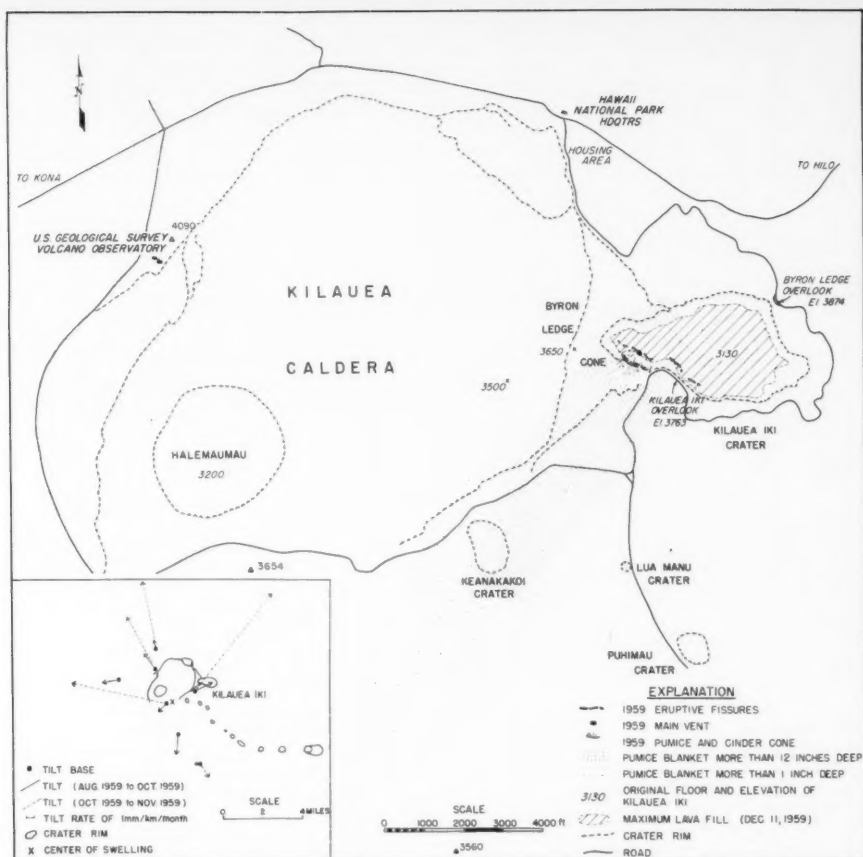 N
HAWAII
NATIONAL PARK
HDQTRS
HOUSING
AREA
TO KONA
TO HILO
4090
U.S. GEOLOGICAL SURVEY
VOLCANO OBSERVATORY
KILAUEA
CALDERA
BYRON
LEDGE
3650
CONE
3500
BYRON LEDGE
OVERLOOK
El. 3874
3130
KILAUEA IKI
OVERLOOK
El. 3763
KILAUEA IKI
CRATER
HALEMAUMAU
3200
3654
KEANAKAKOI
CRATER
LUA MANU
CRATER
PUHIMAU
CRATER
KILAUEA IKI
TILT BASE
TILT (AUG. 1959 to OCT. 1959)
TILT (OCT 1959 to NOV 1959)
TILT RATE OF 1mm/km/month
CRATER RIM
CENTER OF SWELLING
SCALE
0 2 4 MILES
SCALE
0 1000 2000 3000 4000 ft
3560
EXPLANATION
1959 ERUPTIVE FISSURES
1959 MAIN VENT
1959 PUMICE AND CINDER CONE
PUMICE BLANKET MORE THAN 12 INCHES DEEP
PUMICE BLANKET MORE THAN 1 INCH DEEP
3130 ORIGINAL FLOOR AND ELEVATION OF
KILAUEA IKI
MAXIMUM LAVA FILL (DEC. 11, 1959)
CRATER RIM
ROAD